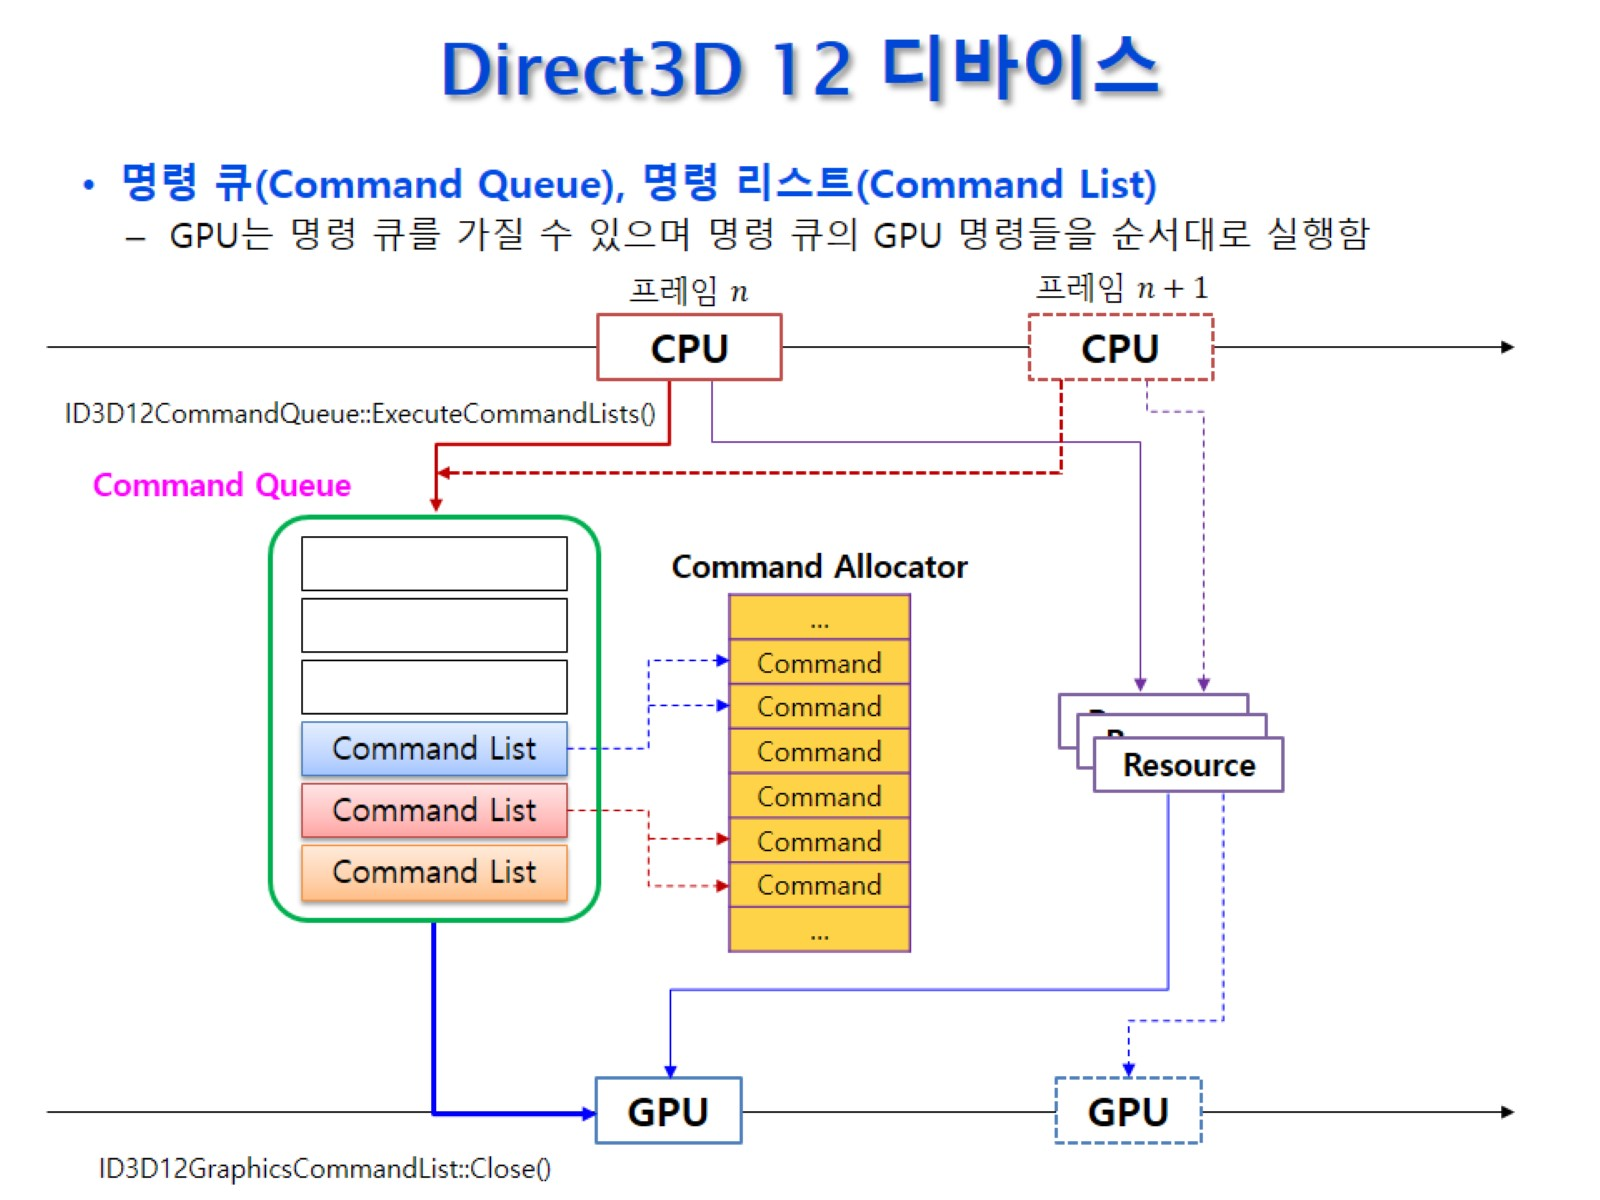 Direct3D 12 디바이스
• 명령 큐(Command Queue), 명령 리스트(Command List)
– GPU는 명령 큐를 가질 수 있으며 명령 큐의 GPU 명령들을 순서대로 실행함
프레임 n
프레임 n + 1
CPU
CPU
ID3D12CommandQueue::ExecuteCommandLists()
Command Queue
Command Allocator
...
Command
Command
Command
Command
Command
Command
...
Command List
Command List
Command List
Resource
GPU
GPU
ID3D12GraphicsCommandList::Close()